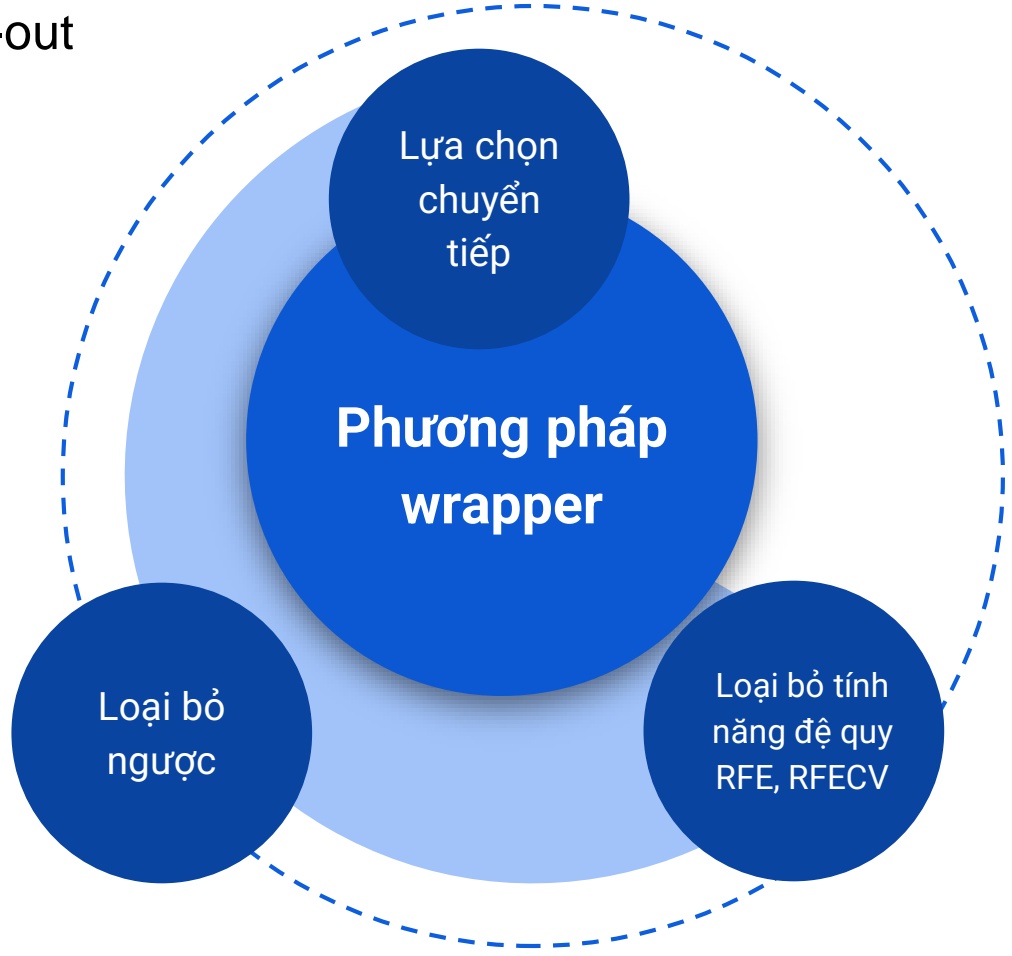 -out
Lựa chọn
chuyển
tiếp
Phương pháp
wrapper
Loại bỏ
ngược
Loại bỏ tính
năng đệ quy
RFE, RFECV